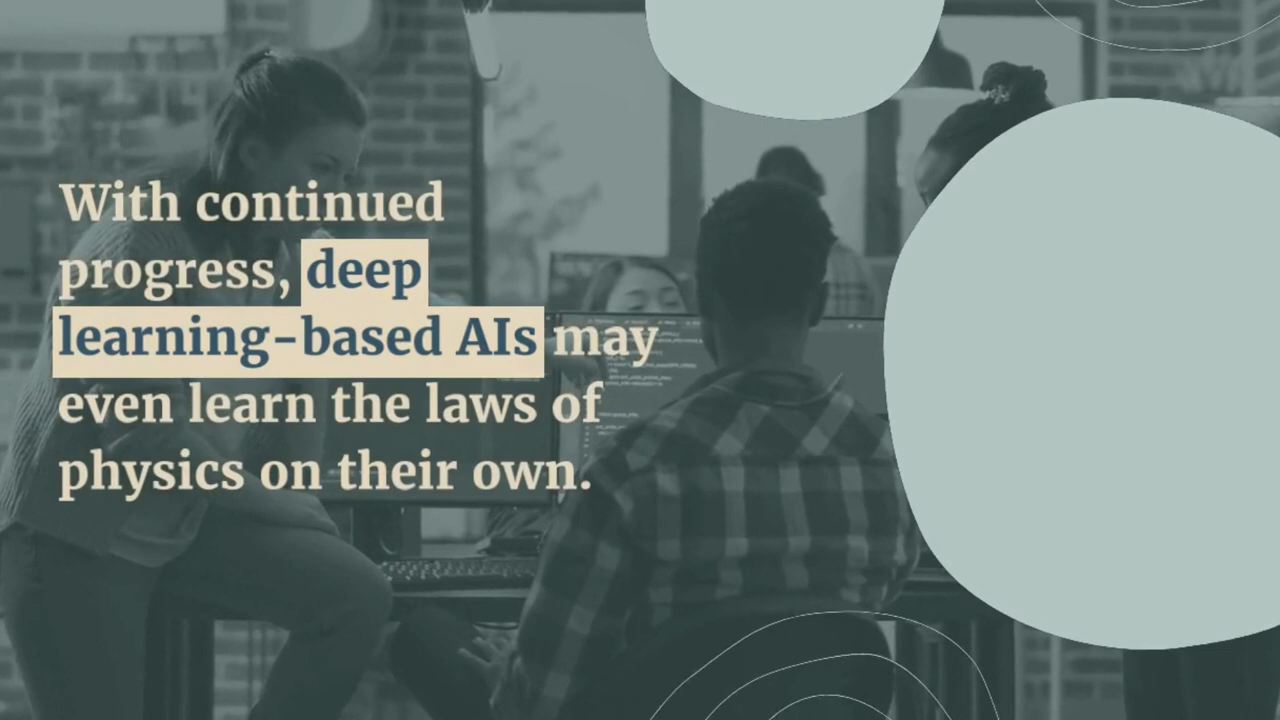 With continued
progress, deep
learning-based AIs may
even learn the laws of
physics on their own.